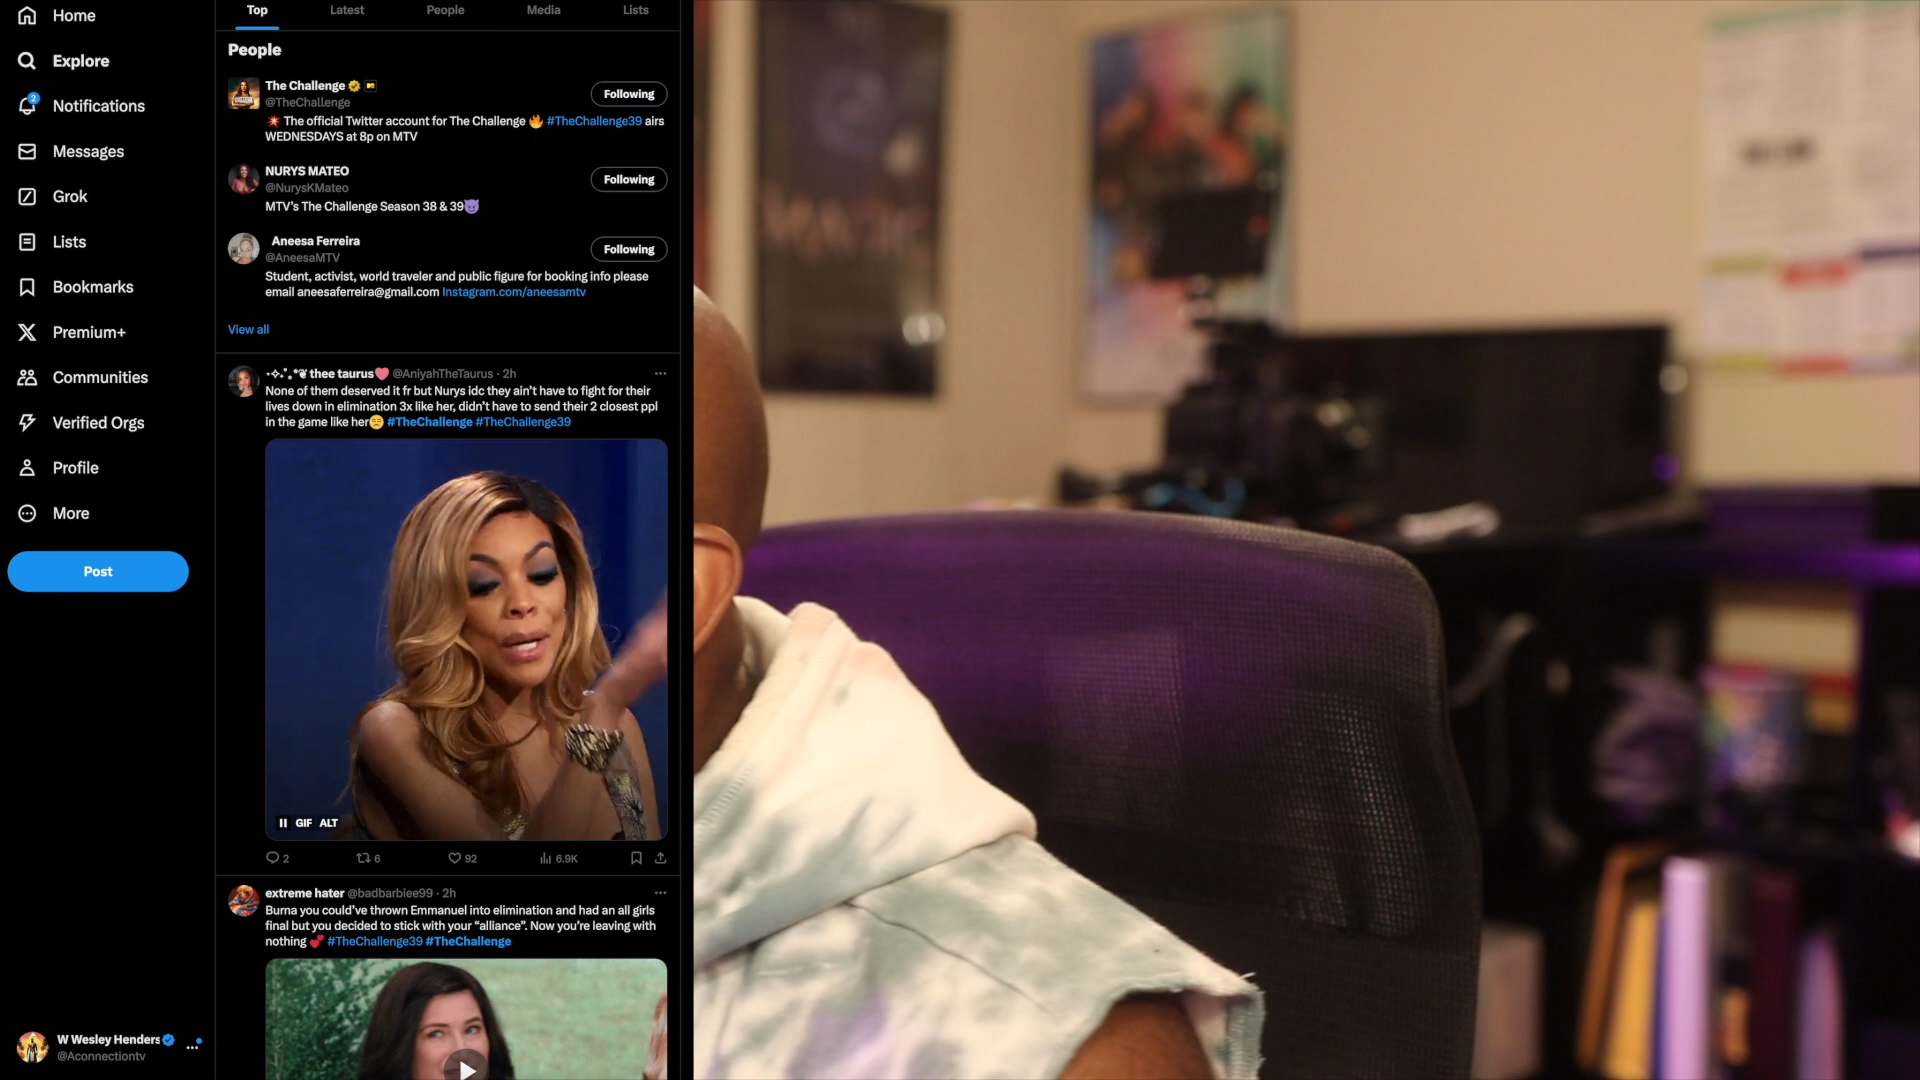 Home
Explore
2
Notifications
Messages
Grok
Lists
Bookmarks
Premium+
Communities
Verified Orgs
Profile
More
Post
W Wesley Henders
@Aconnectiontv
Top Latest People Media Lists
People
The Challenge
@TheChallenge
Following
💥 The official Twitter account for The Challenge 🔥 #TheChallenge39 airs
WEDNESDAYS at 8p on MTV
NURYS MATEO
@NurysKMateo
Following
MTV’s The Challenge Season 38 & 39😈
Aneesa Ferreira
@AneesaMTV
Following
Student, activist, world traveler and public figure for booking info please
email aneesaferreira@gmail.com Instagram.com/aneesamtv
View all
thee taurus❤️ @AniyahTheTaurus · 2h
None of them deserved it fr but Nurys idc they ain’t have to fight for their
lives down in elimination 3x like her, didn’t have to send their 2 closest ppl
in the game like her😒 #TheChallenge #TheChallenge39
GIF ALT
2 6 92 6.9K
extreme hater @badbarbiee99 · 2h
Burna you could’ve thrown Emmanuel into elimination and had an all girls
final but you decided to stick with your “alliance”. Now you’re leaving with
nothing 💕 #TheChallenge39 #TheChallenge